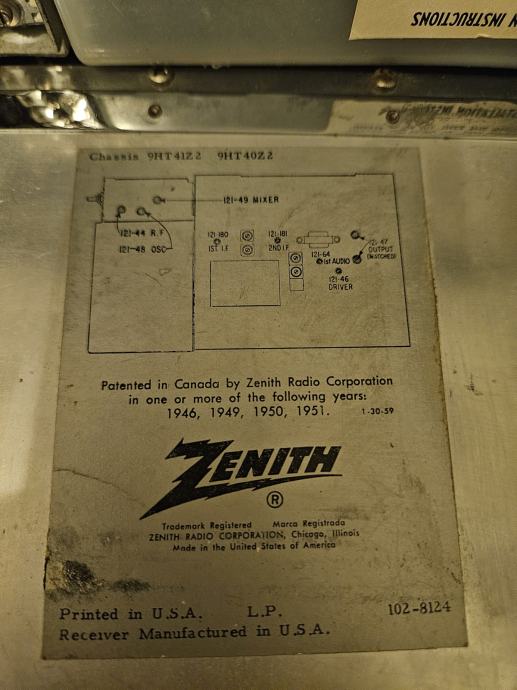 N INSTRUCTIONS
Chassis 9HT41Z2 9HT40Z2
121-49 MIXER
121-44 R.F
121-48 OSC
121-180
1ST I.F
121-181
2ND I.F
121-64
1st AUDIO
121-47
OUTPUT
(MATCHED)
121-46
DRIVER
Patented in Canada by Zenith Radio Corporation
in one or more of the following years:
1946, 1949, 1950, 1951. 1-30-59
ZENITH
®
Trademark Registered Marca Registrada
ZENITH RADIO CORPORATION, Chicago, Illinois
Made in the United States of America
Printed in U.S.A. L.P. 102-8124
Receiver Manufactured in U.S.A.